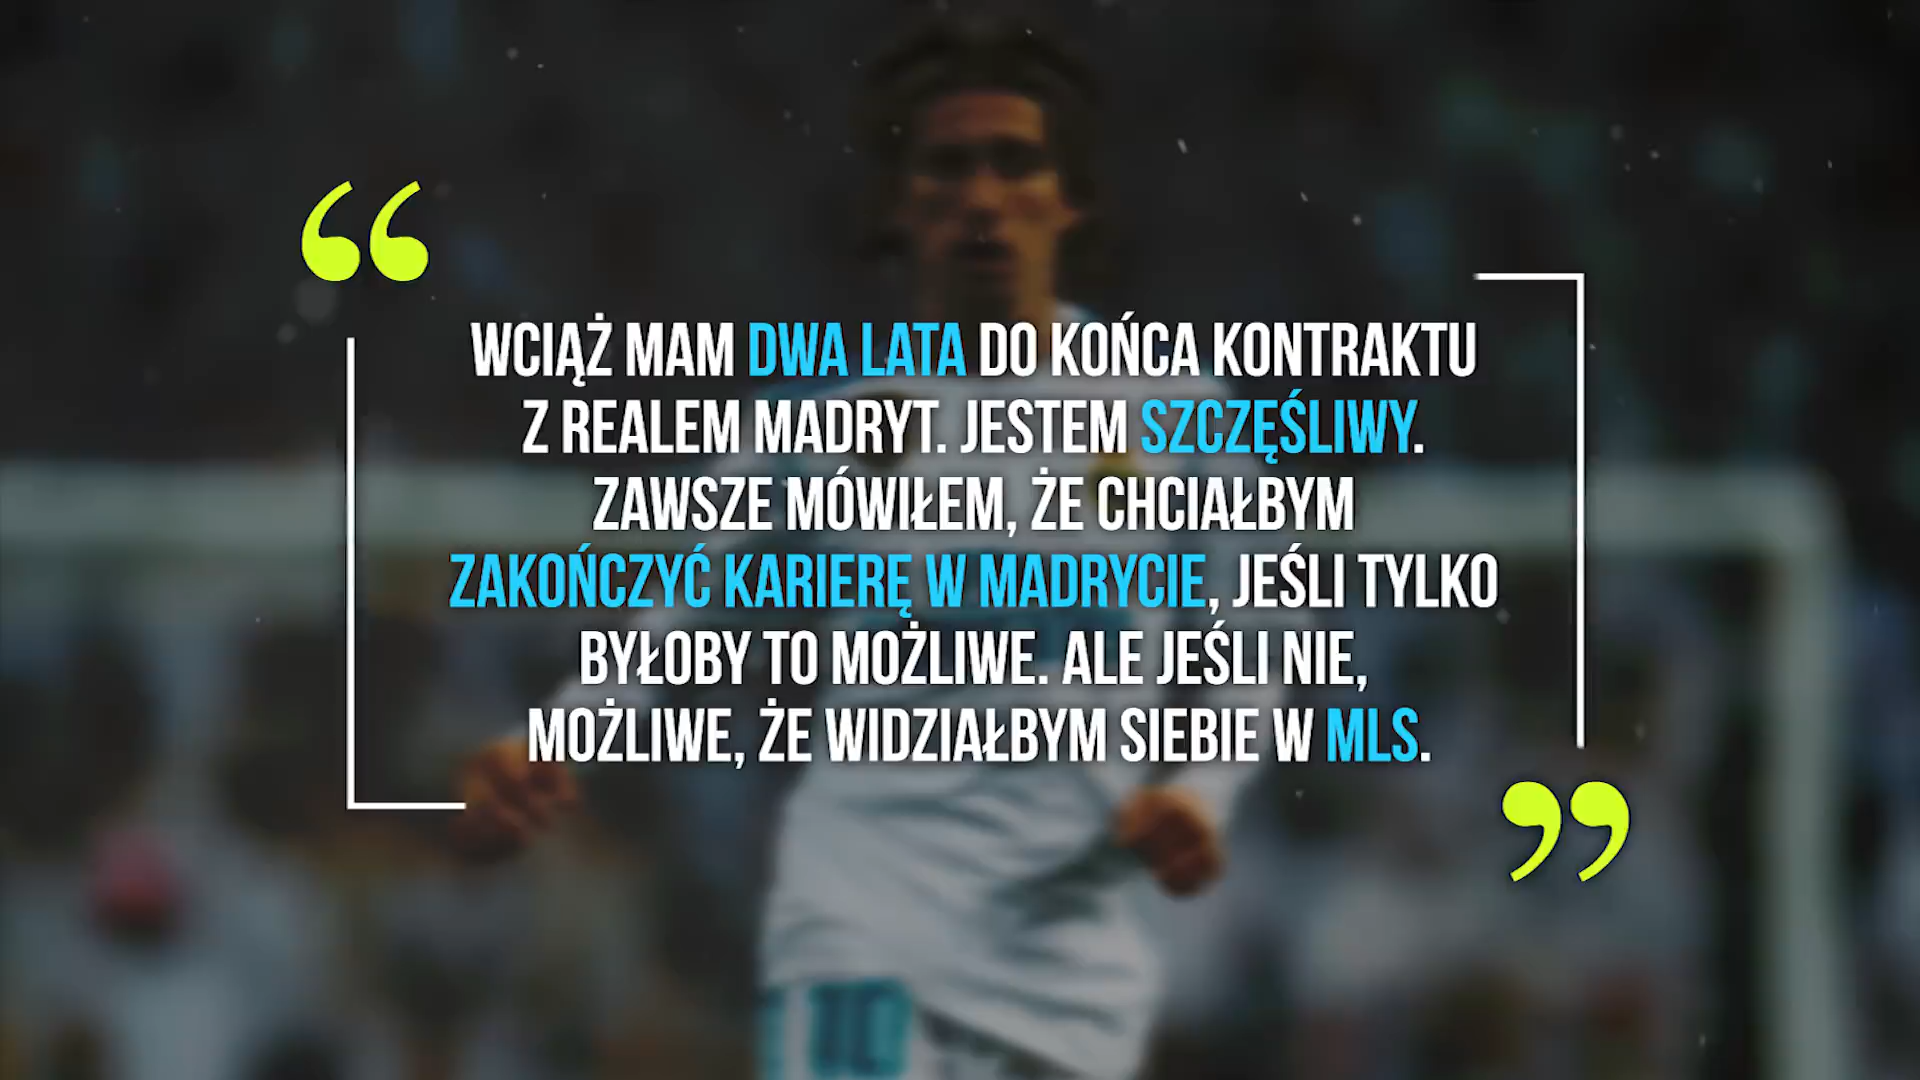 “
WCIĄŻ MAM DWA LATA DO KOŃCA KONTRAKTU
Z REALEM MADRYT. JESTEM SZCZĘŚLIWY.
ZAWSZE MÓWIŁEM, ŻE CHCIAŁBYM
ZAKOŃCZYĆ KARIERĘ W MADRYCIE, JEŚLI TYLKO
BYŁOBY TO MOŻLIWE. ALE JEŚLI NIE,
MOŻLIWE, ŻE WIDZIAŁBYM SIEBIE W MLS.
”
10